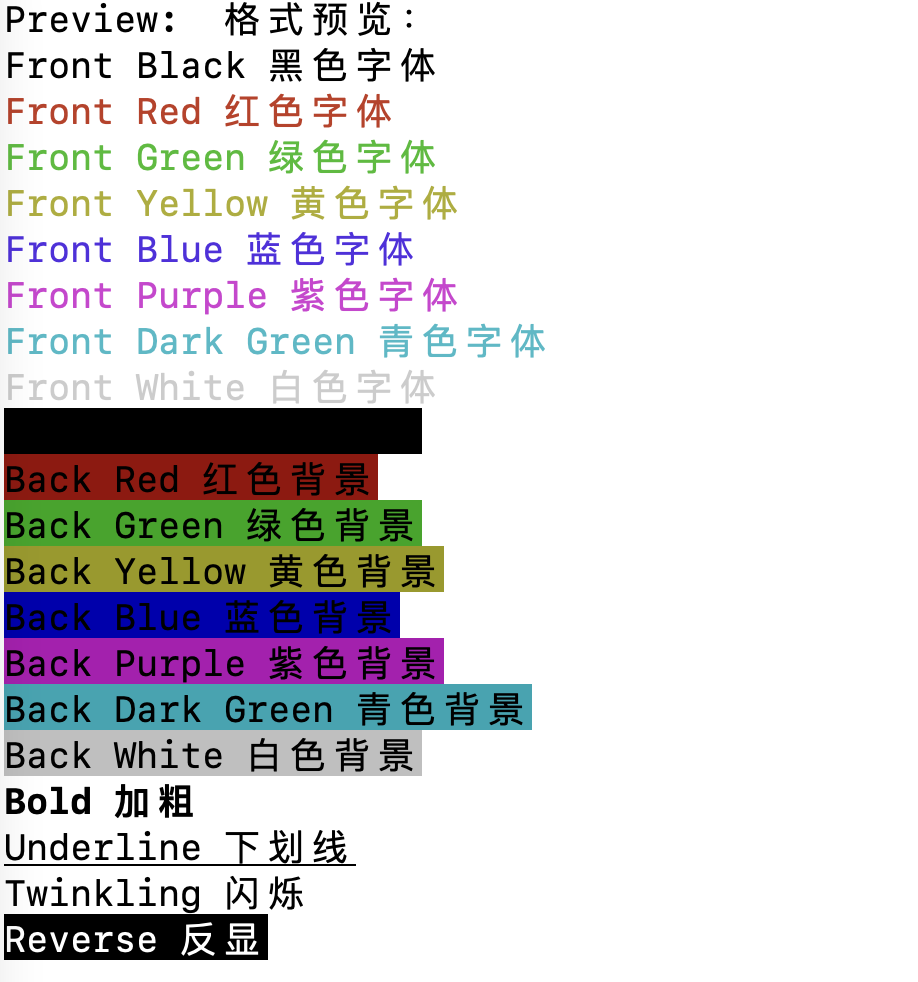 Preview:  格式预览：
Front Black 黑色字体
Front Red 红色字体
Front Green 绿色字体
Front Yellow 黄色字体
Front Blue 蓝色字体
Front Purple 紫色字体
Front Dark Green 青色字体
Front White 白色字体
Back Red 红色背景
Back Green 绿色背景
Back Yellow 黄色背景
Back Blue 蓝色背景
Back Purple 紫色背景
Back Dark Green 青色背景
Back White 白色背景
Bold 加粗
Underline 下划线
Twinkling 闪烁
Reverse 反显